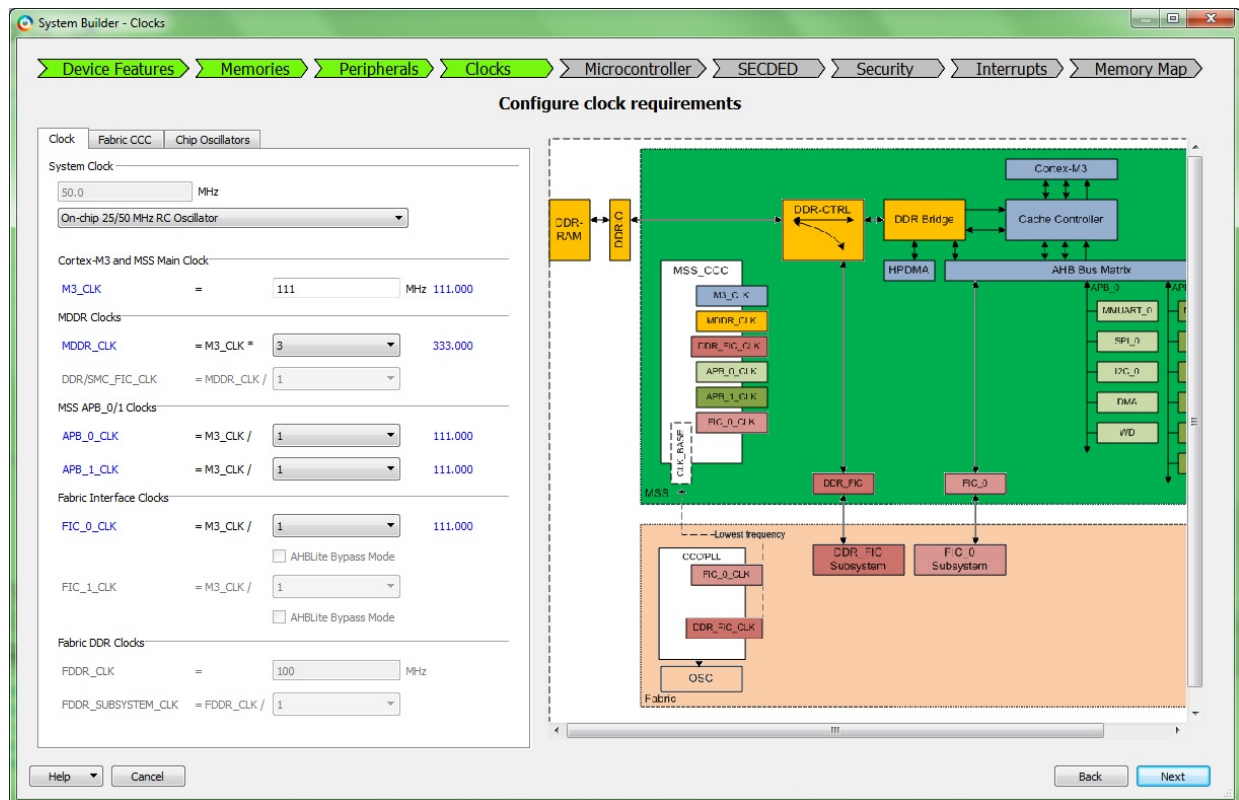 System Builder - Clocks
Device Features Memories Peripherals Clocks Microcontroller SECDED Security Interrupts Memory Map
Configure clock requirements
Clock Fabric CCC Chip Oscillators
System Clock
50.0 MHz
On-chip 25/50 MHz RC Oscillator
Cortex-M3 and MSS Main Clock
M3_CLK = 111 MHz 111.000
MDDR Clocks
MDDR_CLK = M3_CLK * 3 333.000
DDR/SMC_FIC_CLK = MDDR_CLK / 1
MSS APB_0/1 Clocks
APB_0_CLK = M3_CLK / 1 111.000
APB_1_CLK = M3_CLK / 1 111.000
Fabric Interface Clocks
FIC_0_CLK = M3_CLK / 1 111.000
AHBLite Bypass Mode
FIC_1_CLK = M3_CLK / 1
AHBLite Bypass Mode
Fabric DDR Clocks
FDDR_CLK = 100 MHz
FDDR_SUBSYSTEM_CLK = FDDR_CLK / 1
Cortex-M3
DDR-RAM
DDR IO
DDR-CTRL
DDR Bridge
Cache Controller
HPDMA
AHB Bus Matrix
MSS_CCC
M3_CLK
MDDR_CLK
DDR_FIC_CLK
APB_0_CLK
APB_1_CLK
FIC_0_CLK
CLK_BASE
MSS
APB_0
MMUART_0
SPI_0
I2C_0
DMA
WD
DDR_FIC
FIC_0
Lowest frequency
CCC/PLL
FIC_0_CLK
DDR_FIC_CLK
OSC
Fabric
DDR_FIC
Subsystem
FIC_0
Subsystem
Help Cancel Back Next